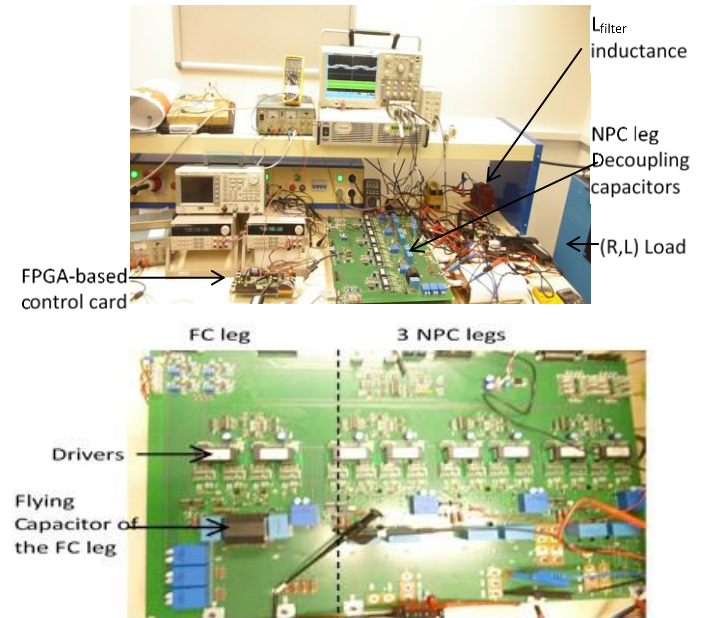 Lfilter
inductance
NPC leg
Decoupling
capacitors
(R,L) Load
FPGA-based
control card
FC leg
3 NPC legs
Drivers
Flying
Capacitor of
the FC leg